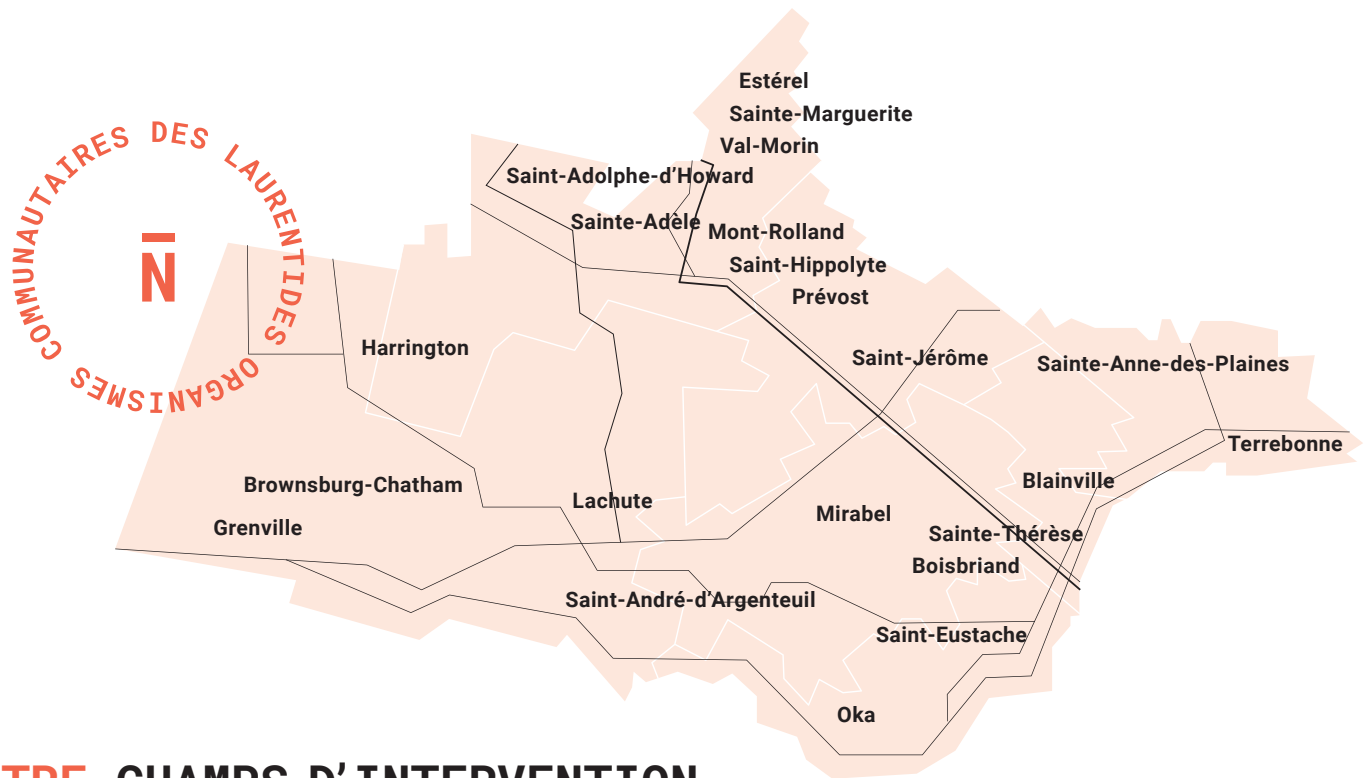 ORGANISMES COMMUNAUTAIRES DES LAURENTIDES
N
Estérel
Sainte-Marguerite
Val-Morin
Saint-Adolphe-d'Howard
Sainte-Adèle
Mont-Rolland
Saint-Hippolyte
Prévost
Harrington
Saint-Jérôme
Sainte-Anne-des-Plaines
Terrebonne
Brownsburg-Chatham
Lachute
Blainville
Grenville
Mirabel
Sainte-Thérèse
Boisbriand
Saint-André-d'Argenteuil
Saint-Eustache
Oka
TRE CHAMPS D'INTERVENTION